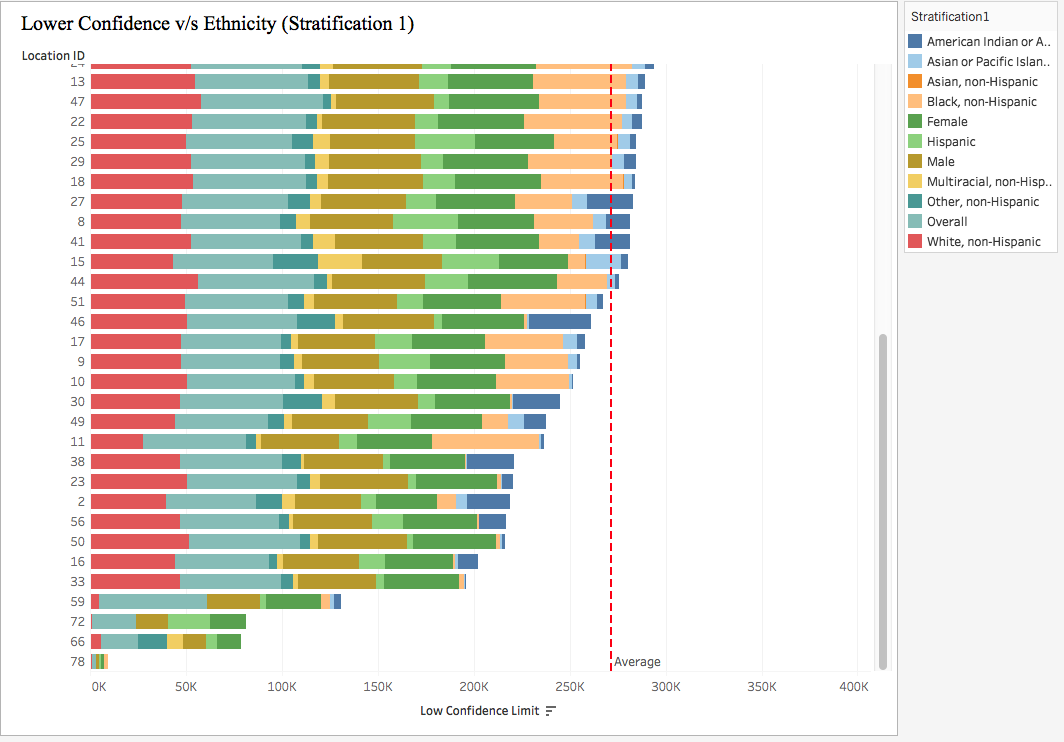 Lower Confidence v/s Ethnicity (Stratification 1)
Location ID
13
47
22
25
29
18
27
8
41
15
44
51
46
17
9
10
30
49
11
38
23
2
56
50
16
33
59
72
66
78
Average
0K 50K 100K 150K 200K 250K 300K 350K 400K
Low Confidence Limit
Stratification1
American Indian or A..
Asian or Pacific Islan..
Asian, non-Hispanic
Black, non-Hispanic
Female
Hispanic
Male
Multiracial, non-Hisp..
Other, non-Hispanic
Overall
White, non-Hispanic